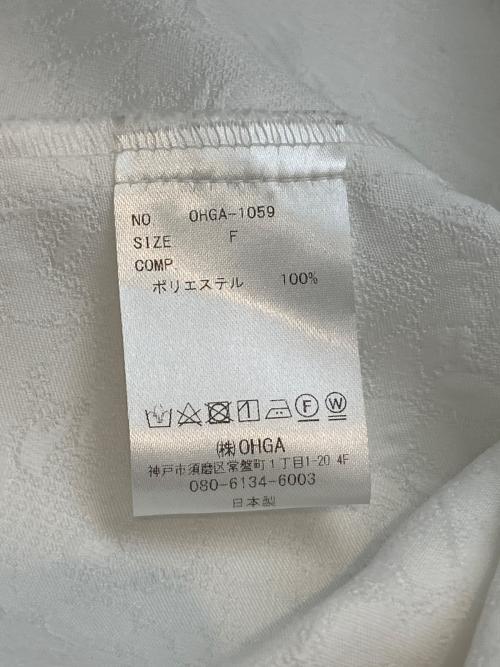 NO OHGA-1059
SIZE F
COMP.
ポリエステル 100%
F W
㈱OHGA
神戸市須磨区常盤町1丁目1-20 4F
080-6134-6003
日本製